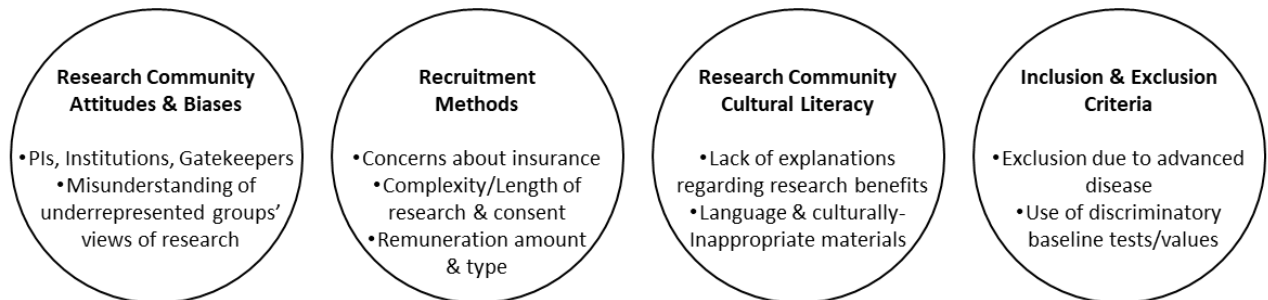 Research Community
Attitudes & Biases
•PIs, Institutions, Gatekeepers
•Misunderstanding of
underrepresented groups’
views of research
Recruitment
Methods
•Concerns about insurance
•Complexity/Length of
research & consent
•Remuneration amount
& type
Research Community
Cultural Literacy
•Lack of explanations
regarding research benefits
•Language & culturally-
Inappropriate materials
Inclusion & Exclusion
Criteria
•Exclusion due to advanced
disease
•Use of discriminatory
baseline tests/values